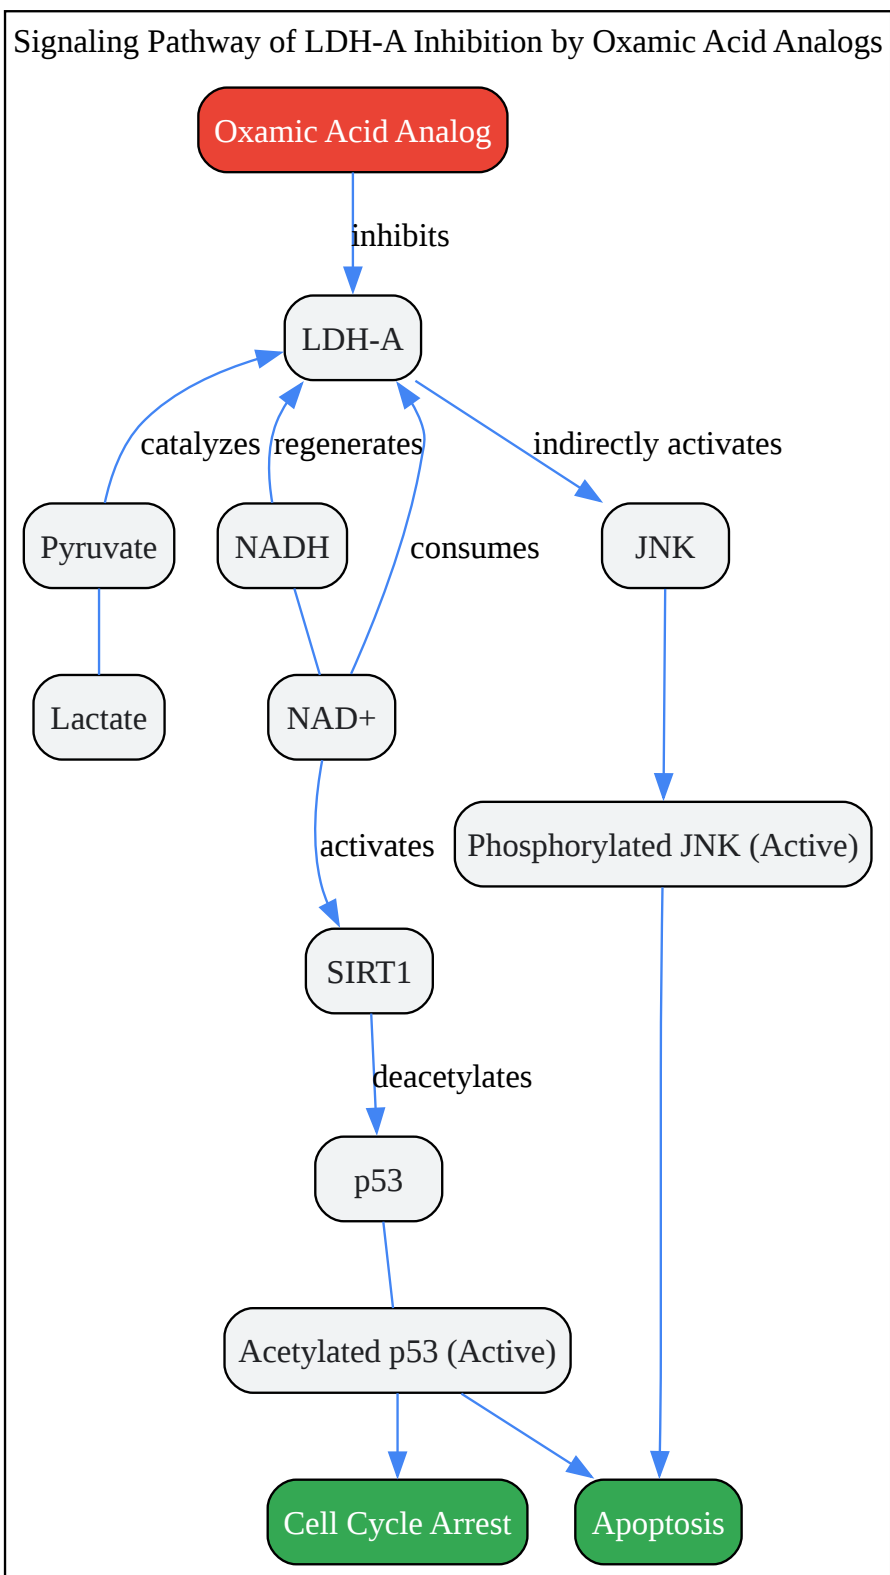 Signaling Pathway of LDH-A Inhibition by Oxamic Acid Analogs
Oxamic Acid Analog
inhibits
LDH-A
catalyzes
regenerates
indirectly activates
Pyruvate
NADH
consumes
JNK
Lactate
NAD+
activates
Phosphorylated JNK (Active)
SIRT1
deacetylates
p53
Acetylated p53 (Active)
Cell Cycle Arrest
Apoptosis